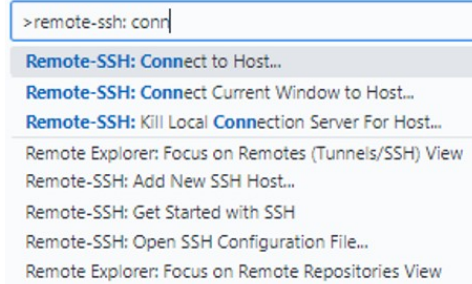 >remote-ssh: conn
Remote-SSH: Connect to Host...
Remote-SSH: Connect Current Window to Host...
Remote-SSH: Kill Local Connection Server For Host...
Remote Explorer: Focus on Remotes (Tunnels/SSH) View
Remote-SSH: Add New SSH Host...
Remote-SSH: Get Started with SSH
Remote-SSH: Open SSH Configuration File...
Remote Explorer: Focus on Remote Repositories View